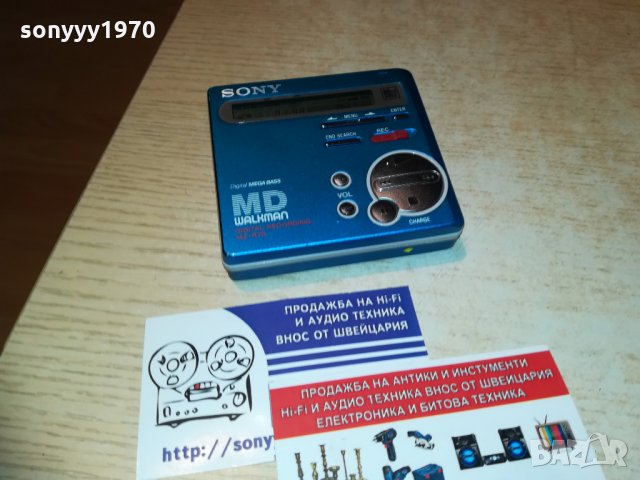 sonyyy1970
SONY
MENU
ENTER
END SEARCH
REC
Digital MEGA BASS
VOL
MD
WALKMAN
DIGITAL RECORDING
CHARGE
ПРОДАЖБА НА Hi-Fi
И АУДИО ТЕХНИКА
ВНОС ОТ ШВЕЙЦАРИЯ
http://sony
ПРОДАЖБА НА АНТИКИ И ИНСТУМЕНТИ
Hi-Fi И АУДИО ТЕХНИКА ВНОС ОТ ШВЕЙЦАРИЯ
ЕЛЕКТРОНИКА И БИТОВА ТЕХНИКА
BAZAR
bg